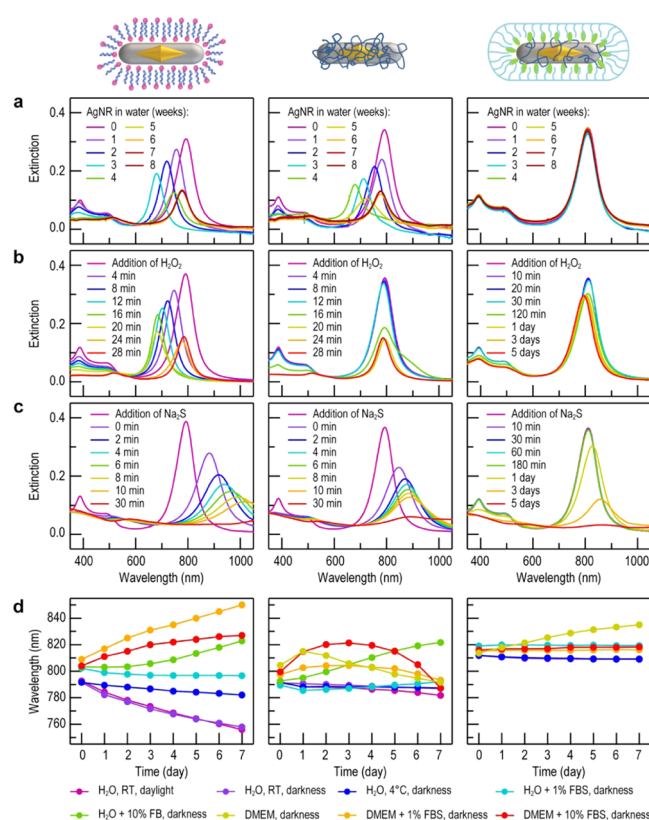 a
AgNR in water (weeks):
0 5
1 6
2 7
3 8
4
AgNR in water (weeks):
0 5
1 6
2 7
3 8
4
AgNR in water (weeks):
0 5
1 6
2 7
3 8
4
Extinction
0.4
0.2
0.0
b
Addition of H₂O₂
4 min
8 min
12 min
16 min
20 min
24 min
28 min
Addition of H₂O₂
4 min
8 min
12 min
16 min
20 min
24 min
28 min
Addition of H₂O₂
10 min
20 min
30 min
120 min
1 day
3 days
5 days
Extinction
0.4
0.2
0.0
c
Addition of Na₂S
0 min
2 min
4 min
6 min
8 min
10 min
30 min
Addition of Na₂S
0 min
2 min
4 min
6 min
8 min
10 min
30 min
Addition of Na₂S
10 min
30 min
60 min
180 min
1 day
3 days
5 days
Extinction
0.4
0.2
0.0
400 600 800 1000 400 600 800 1000 400 600 800 1000
Wavelength (nm) Wavelength (nm) Wavelength (nm)
d
Wavelength (nm)
840
820
800
780
760
0 1 2 3 4 5 6 7 0 1 2 3 4 5 6 7 0 1 2 3 4 5 6 7
Time (day) Time (day) Time (day)
H₂O, RT, daylight H₂O, RT, darkness H₂O, 4°C, darkness H₂O + 1% FBS, darkness
H₂O + 10% FB, darkness DMEM, darkness DMEM + 1% FBS, darkness DMEM + 10% FBS, darkness